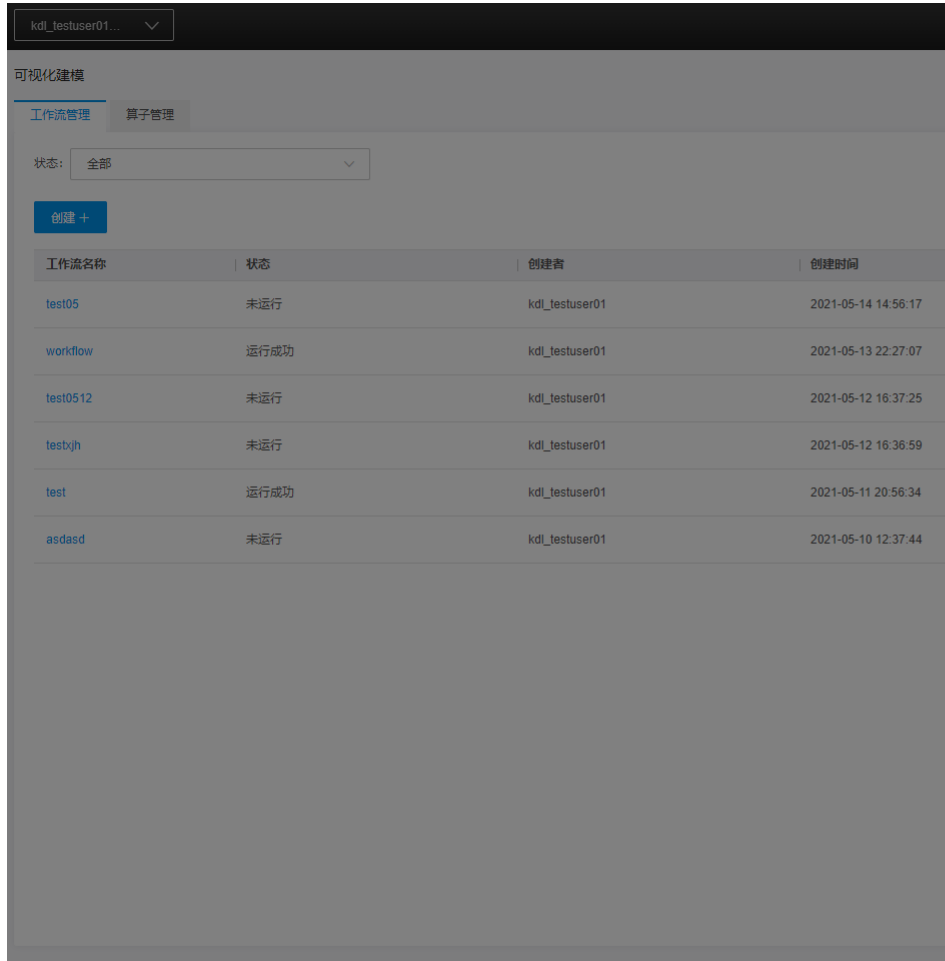 kdl_testuser01...
可视化建模
工作流管理 算子管理
状态： 全部
创建 +
工作流名称 状态 创建者 创建时间
test05 未运行 kdl_testuser01 2021-05-14 14:56:17
workflow 运行成功 kdl_testuser01 2021-05-13 22:27:07
test0512 未运行 kdl_testuser01 2021-05-12 16:37:25
testxjh 未运行 kdl_testuser01 2021-05-12 16:36:59
test 运行成功 kdl_testuser01 2021-05-11 20:56:34
asdasd 未运行 kdl_testuser01 2021-05-10 12:37:44